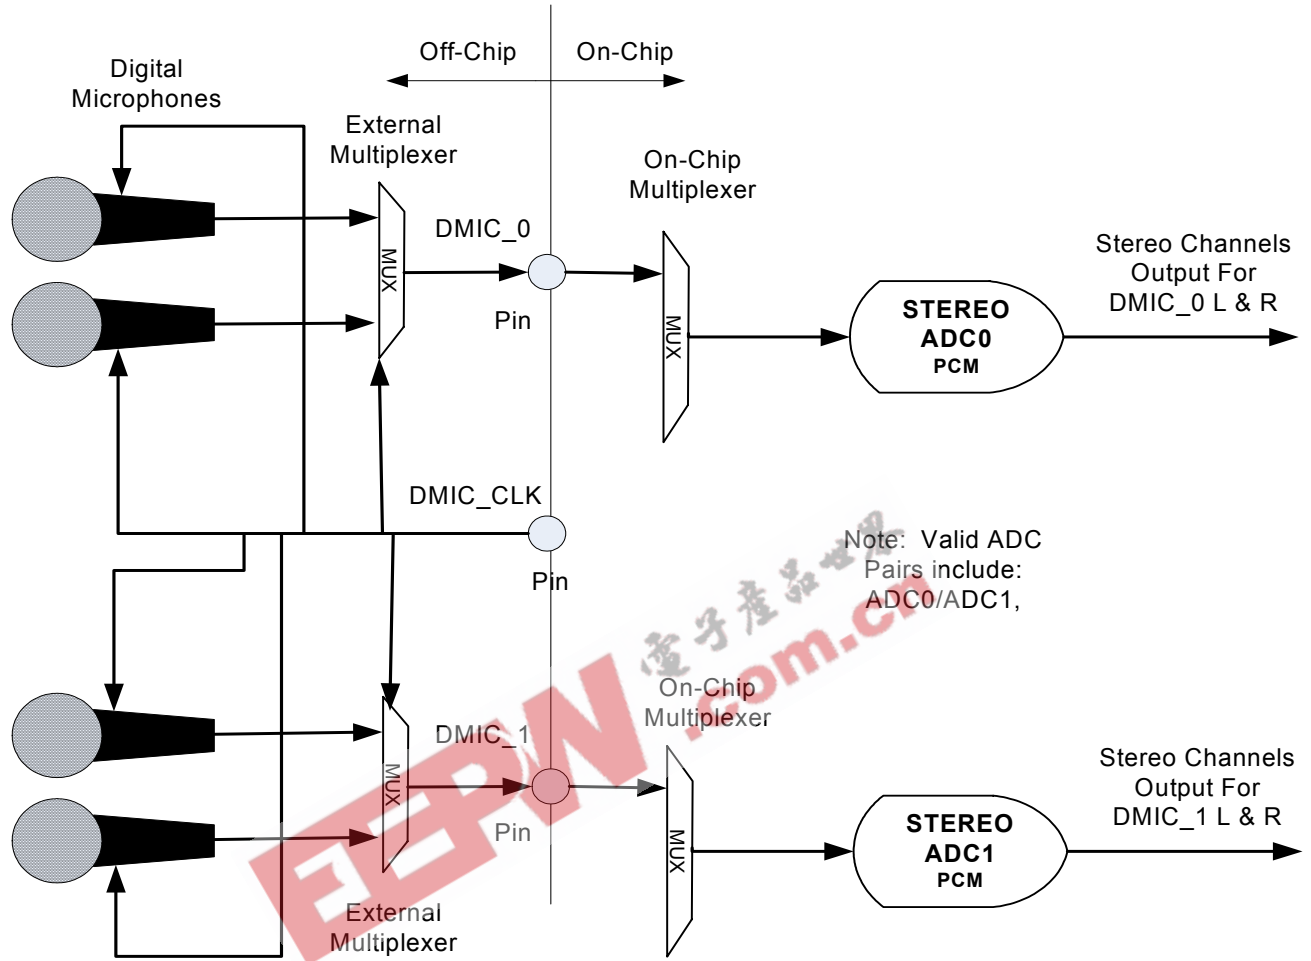 Off-Chip
On-Chip
Digital
Microphones
External
Multiplexer
On-Chip
Multiplexer
MUX
DMIC_0
Pin
MUX
STEREO
ADC0
PCM
Stereo Channels
Output For
DMIC_0 L & R
DMIC_CLK
Pin
Note: Valid ADC
Pairs include:
ADC0/ADC1,
電子產品世界
EEPW.com.cn
On-Chip
Multiplexer
MUX
DMIC_1
Pin
MUX
STEREO
ADC1
PCM
Stereo Channels
Output For
DMIC_1 L & R
External
Multiplexer